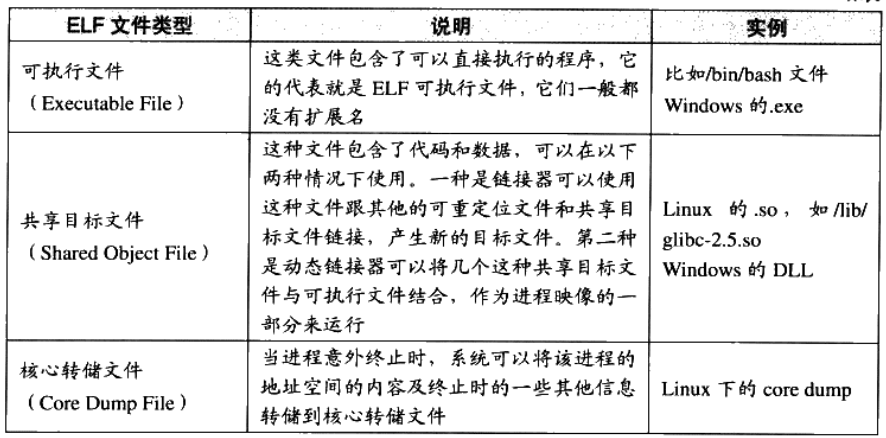 ELF 文件类型
说明
实例
可执行文件
（Executable File）
这类文件包含了可以直接执行的程序，它
的代表就是 ELF 可执行文件，它们一般都
没有扩展名
比如/bin/bash 文件
Windows 的.exe
共享目标文件
（Shared Object File）
这种文件包含了代码和数据，可以在以下
两种情况下使用。一种是链接器可以使用
这种文件跟其他的可重定位文件和共享目
标文件链接，产生新的目标文件。第二种
是动态链接器可以将几个这种共享目标文
件与可执行文件结合，作为进程映像的一
部分来运行
Linux 的 .so，如 /lib/
glibc-2.5.so
Windows 的 DLL
核心转储文件
（Core Dump File）
当进程意外终止时，系统可以将该进程的
地址空间的内容及终止时的一些其他信息
转储到核心转储文件
Linux 下的 core dump